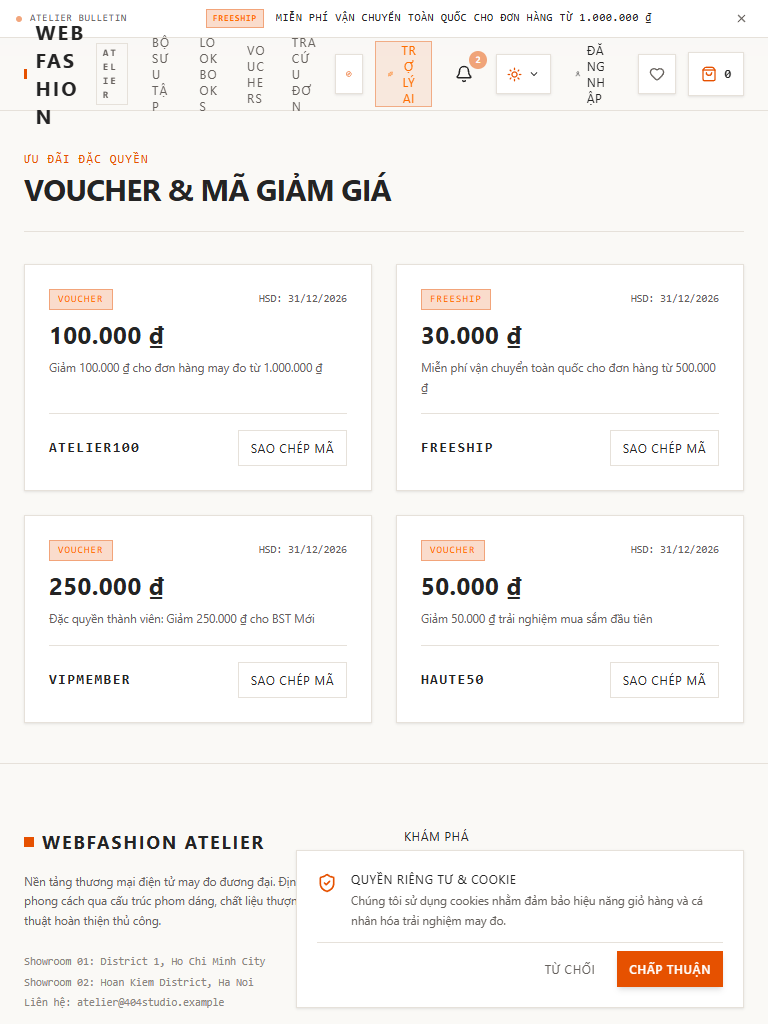 ATELIER BULLETIN
FREESHIP
MIỄN PHÍ VẬN CHUYỂN TOÀN QUỐC CHO ĐƠN HÀNG TỪ 1.000.000 ₫
WEB
FAS
HIO
N
AT
EL
IE
R
BỘ
SƯ
U
TẬ
P
LO
OK
BO
OK
S
VO
UC
HE
RS
TRA
CỨ
U
ĐƠ
N
TR
Ợ
LÝ
AI
2
ĐĂ
NG
NH
ẬP
0
ƯU ĐÃI ĐẶC QUYỀN
VOUCHER & MÃ GIẢM GIÁ
VOUCHER
HSD: 31/12/2026
100.000 ₫
Giảm 100.000 ₫ cho đơn hàng may đo từ 1.000.000 ₫
ATELIER100
SAO CHÉP MÃ
FREESHIP
HSD: 31/12/2026
30.000 ₫
Miễn phí vận chuyển toàn quốc cho đơn hàng từ 500.000
₫
FREESHIP
SAO CHÉP MÃ
VOUCHER
HSD: 31/12/2026
250.000 ₫
Đặc quyền thành viên: Giảm 250.000 ₫ cho BST Mới
VIPMEMBER
SAO CHÉP MÃ
VOUCHER
HSD: 31/12/2026
50.000 ₫
Giảm 50.000 ₫ trải nghiệm mua sắm đầu tiên
HAUTE50
SAO CHÉP MÃ
WEBFASHION ATELIER
Nền tảng thương mại điện tử may đo đương đại. Địn
phong cách qua cấu trúc phom dáng, chất liệu thượn
thuật hoàn thiện thủ công.
Showroom 01: District 1, Ho Chi Minh City
Showroom 02: Hoan Kiem District, Ha Noi
Liên hệ: atelier@404studio.example
KHÁM PHÁ
QUYỀN RIÊNG TƯ & COOKIE
Chúng tôi sử dụng cookies nhằm đảm bảo hiệu năng giỏ hàng và cá
nhân hóa trải nghiệm may đo.
TỪ CHỐI
CHẤP THUẬN